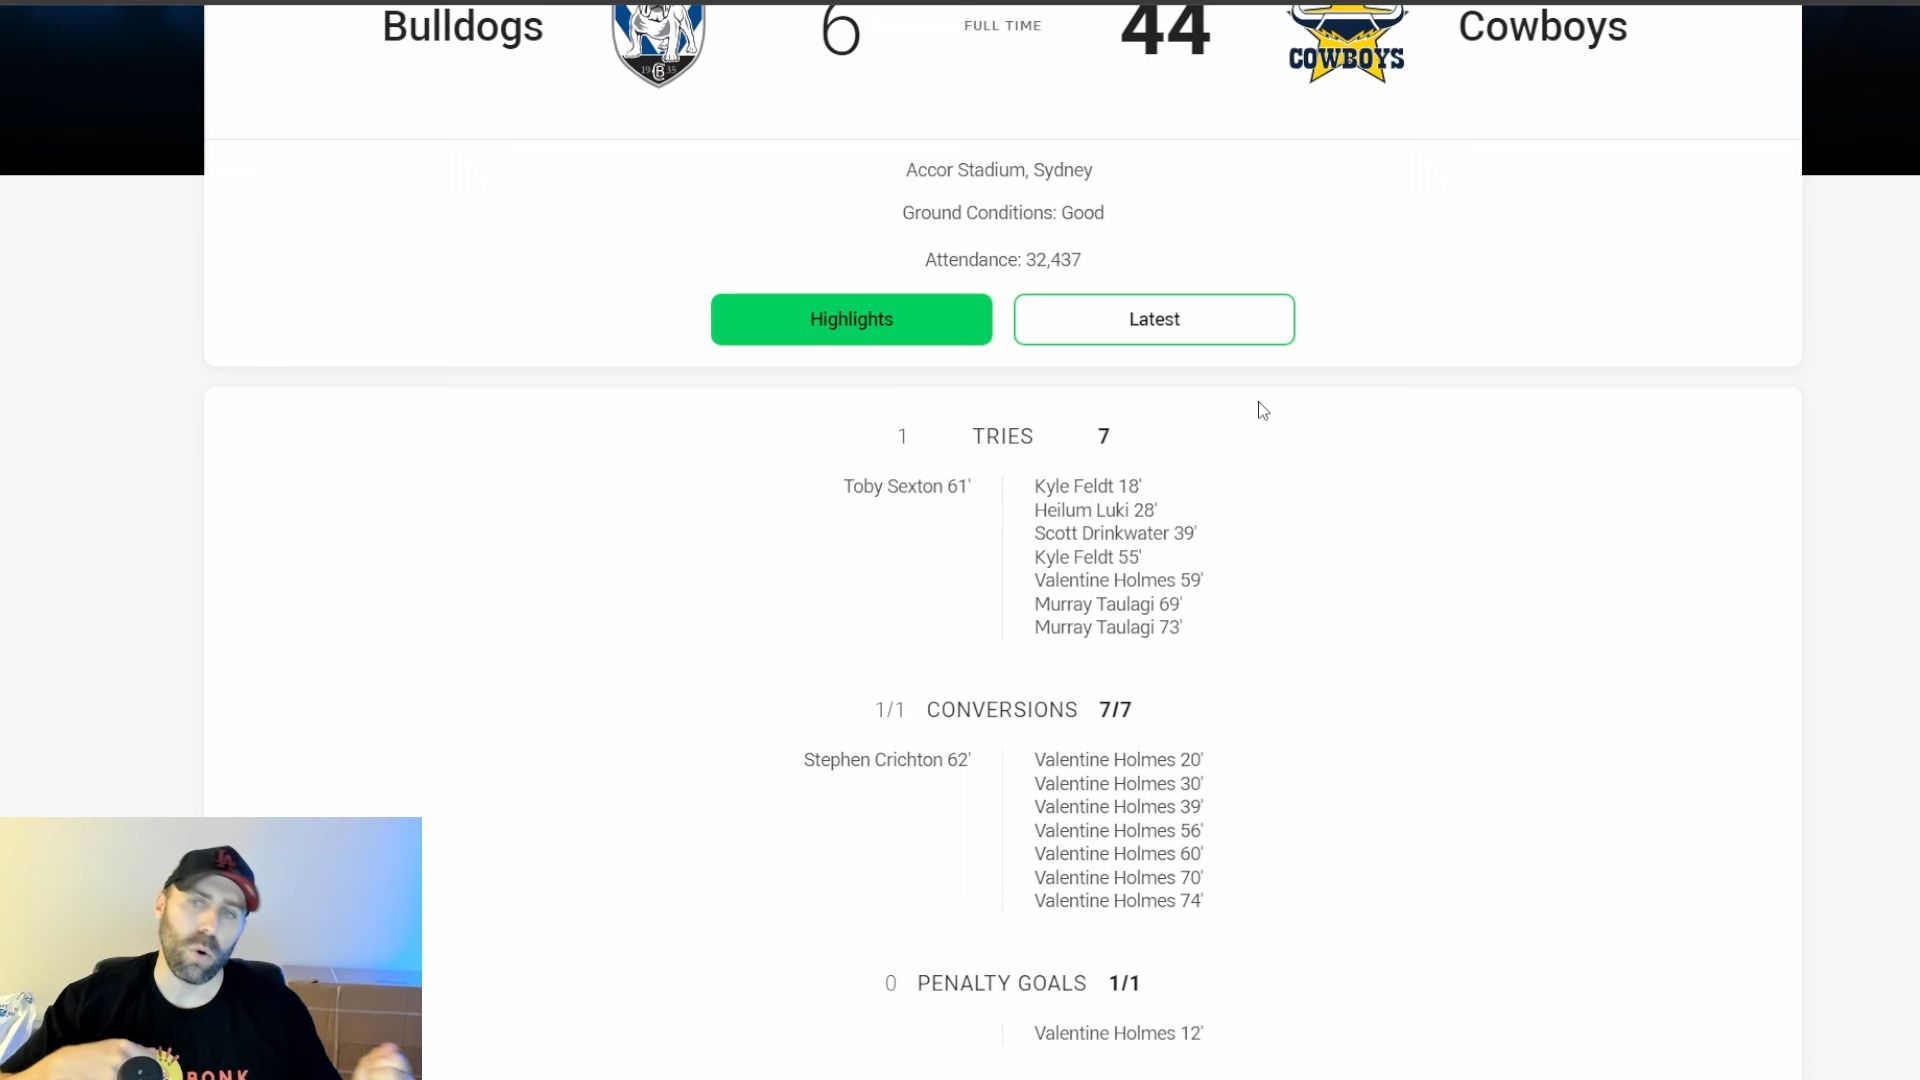 Bulldogs
19 B 35
6
FULL TIME
44
COWBOYS
Cowboys
Accor Stadium, Sydney
Ground Conditions: Good
Attendance: 32,437
Highlights
Latest
1 TRIES 7
Toby Sexton 61'
Kyle Feldt 18'
Heilum Luki 28'
Scott Drinkwater 39'
Kyle Feldt 55'
Valentine Holmes 59'
Murray Taulagi 69'
Murray Taulagi 73'
1/1 CONVERSIONS 7/7
Stephen Crichton 62'
Valentine Holmes 20'
Valentine Holmes 30'
Valentine Holmes 39'
Valentine Holmes 56'
Valentine Holmes 60'
Valentine Holmes 70'
Valentine Holmes 74'
0 PENALTY GOALS 1/1
Valentine Holmes 12'
LA
BONK